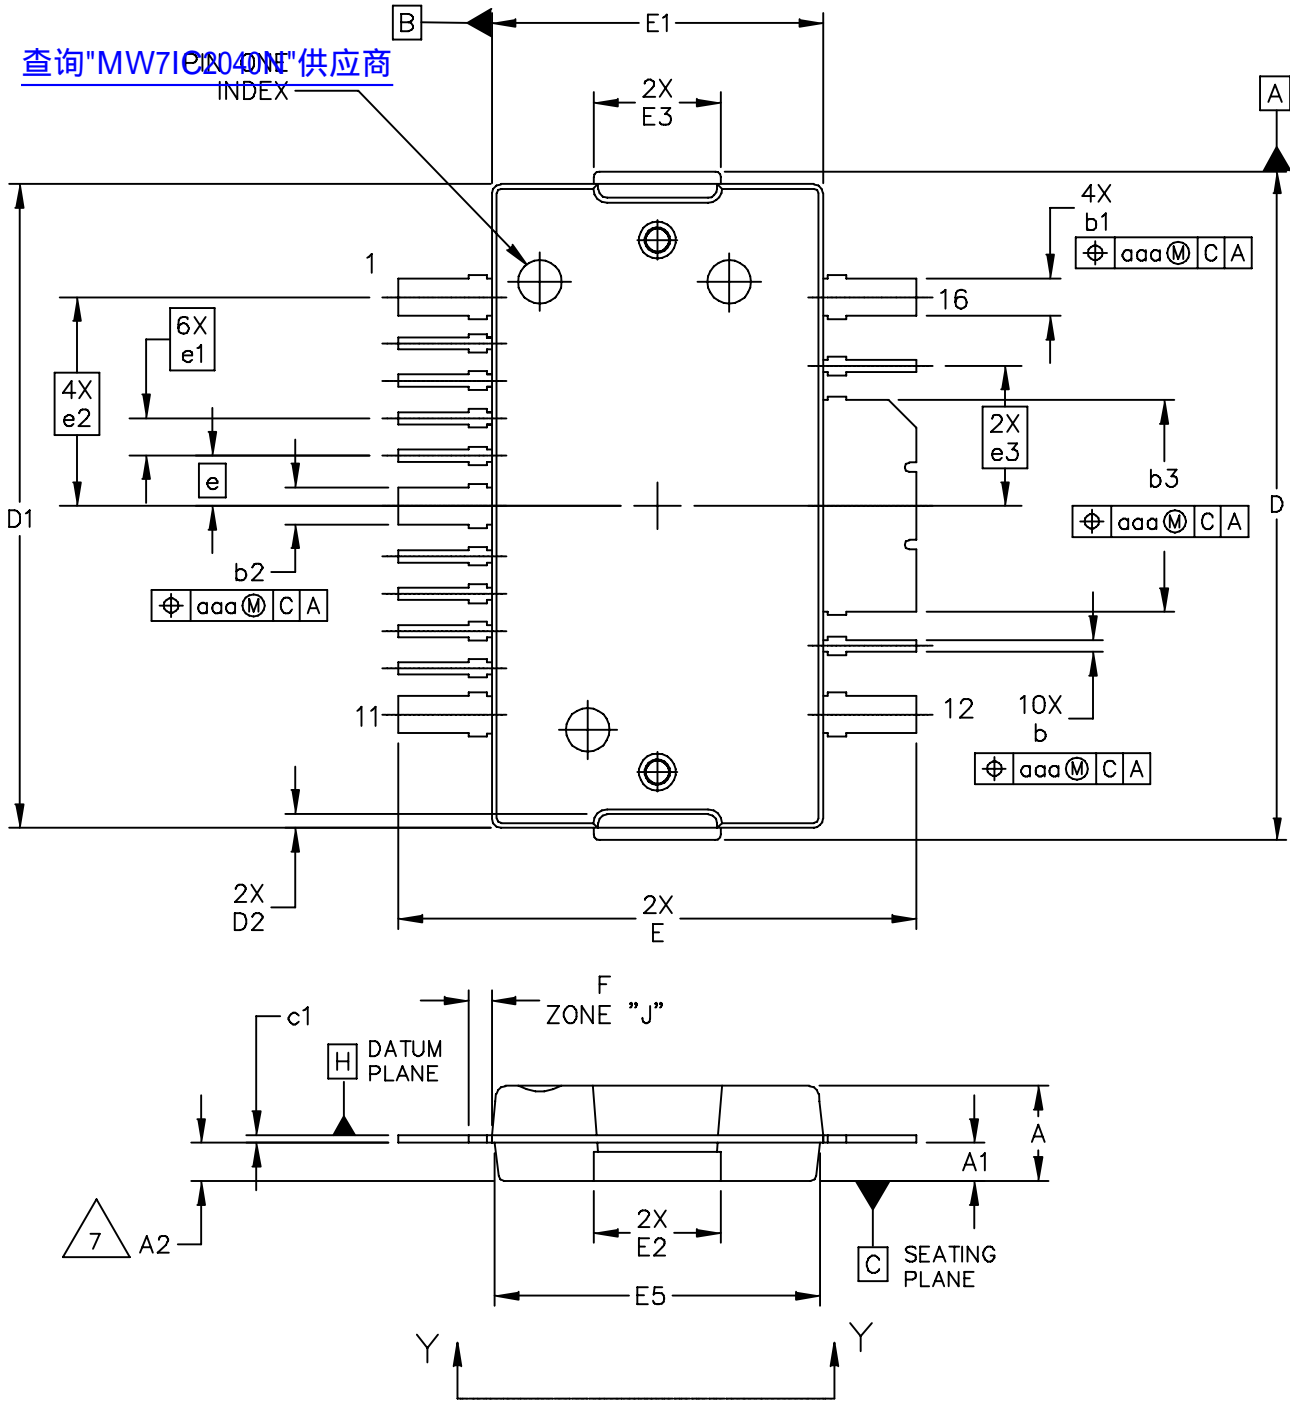 B
E1
查询"MW7IC2040N"供应商
PIN ONE
INDEX
2X
E3
A
4X
b1
⌖ aaa Ⓜ C A
1
16
6X
e1
4X
e2
2X
e3
e
b3
D1
D
⌖ aaa Ⓜ C A
b2
⌖ aaa Ⓜ C A
11
12
10X
b
⌖ aaa Ⓜ C A
2X
D2
2X
E
F
ZONE "J"
c1
H
DATUM
PLANE
A
A1
7
A2
2X
E2
C
SEATING
PLANE
E5
Y
Y